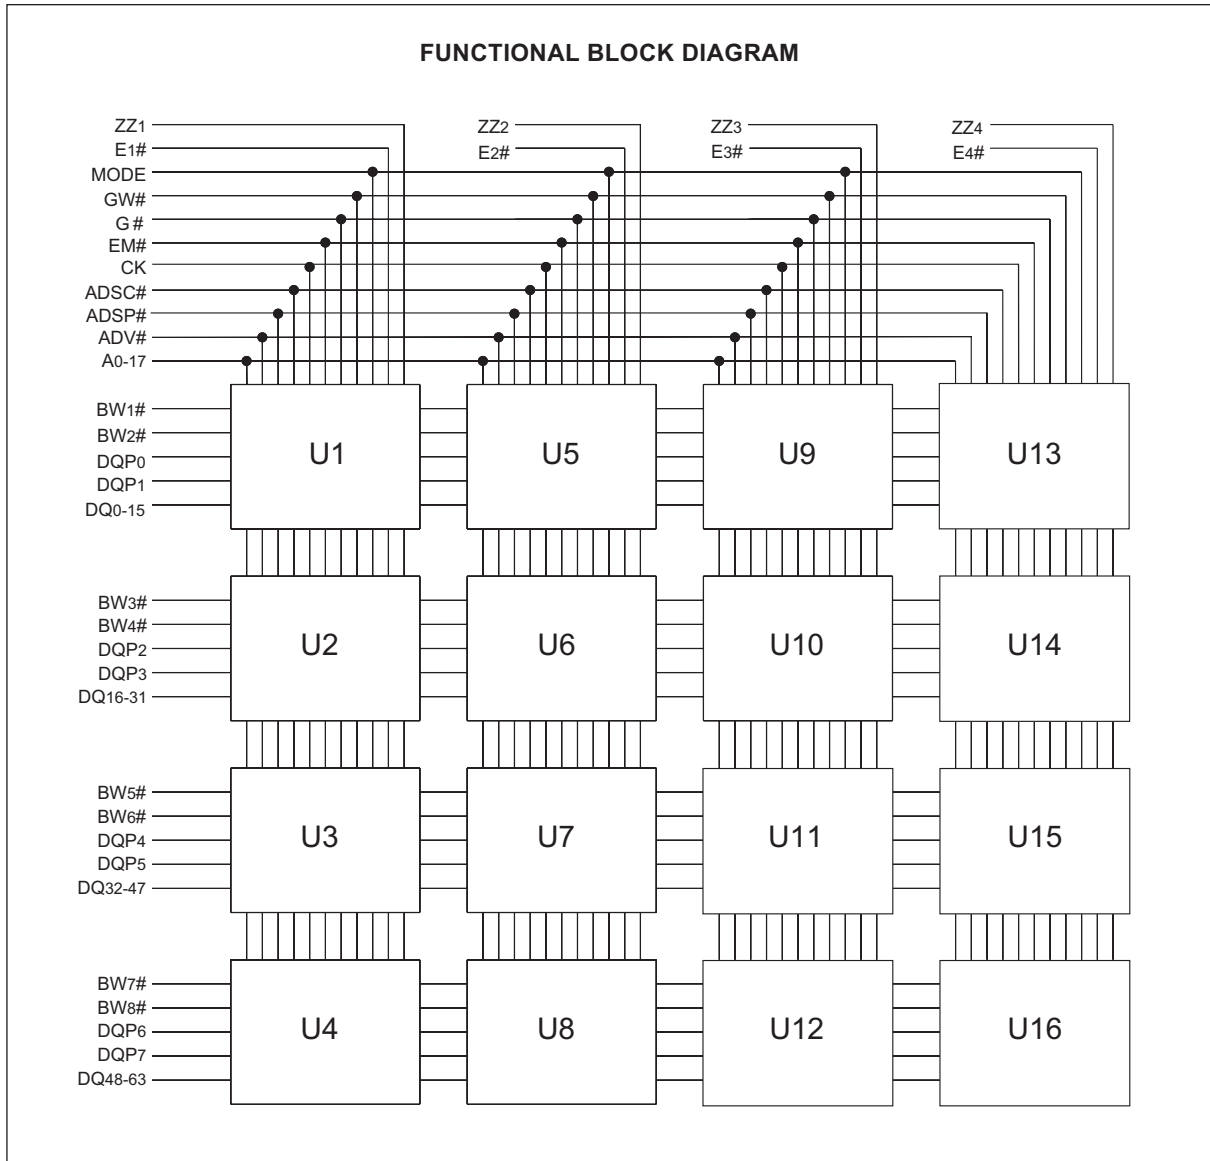 FUNCTIONAL BLOCK DIAGRAM
ZZ1 ZZ2 ZZ3 ZZ4
E1# E2# E3# E4#
MODE
GW#
G#
EM#
CK
ADSC#
ADSP#
ADV#
A0-17
BW1#
BW2#
DQP0
DQP1
DQ0-15
U1 U5 U9 U13
BW3#
BW4#
DQP2
DQP3
DQ16-31
U2 U6 U10 U14
BW5#
BW6#
DQP4
DQP5
DQ32-47
U3 U7 U11 U15
BW7#
BW8#
DQP6
DQP7
DQ48-63
U4 U8 U12 U16